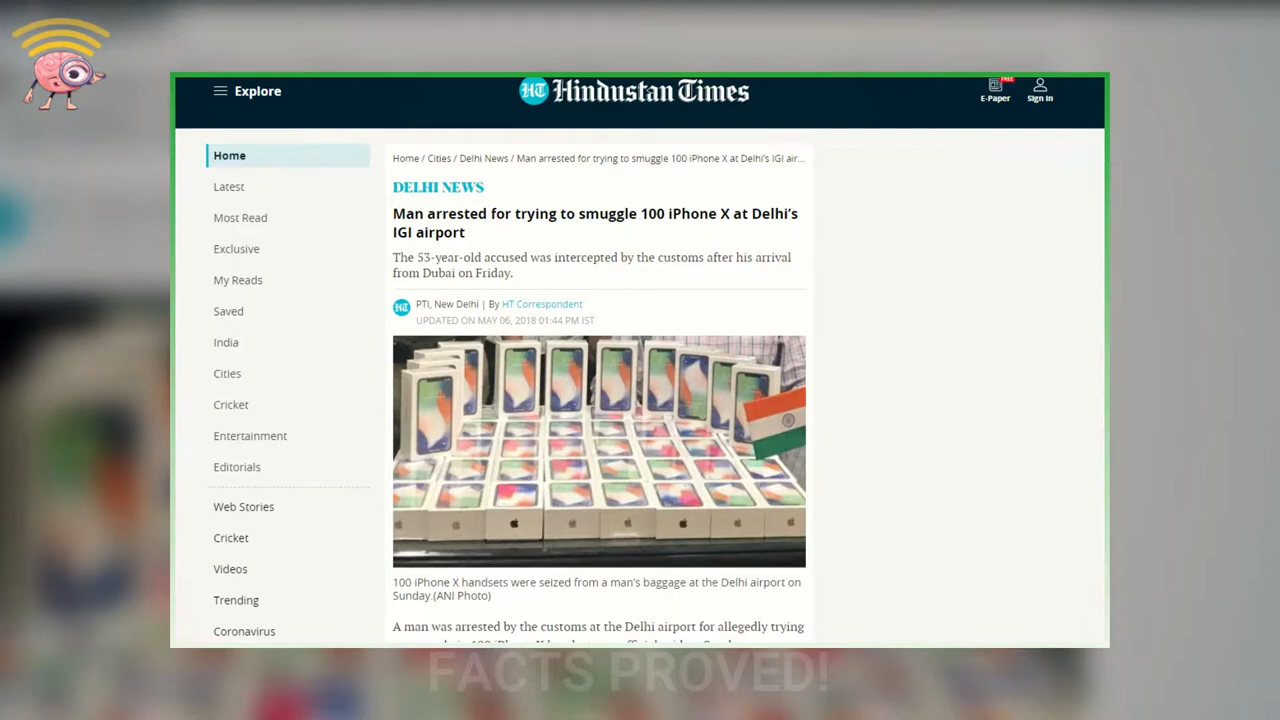 Explore
HT Hindustan Times
FREE
E-Paper
Sign in
Home
Latest
Most Read
Exclusive
My Reads
Saved
India
Cities
Cricket
Entertainment
Editorials
Web Stories
Cricket
Videos
Trending
Coronavirus
Home / Cities / Delhi News / Man arrested for trying to smuggle 100 iPhone X at Delhi's IGI air...
DELHI NEWS
Man arrested for trying to smuggle 100 iPhone X at Delhi's
IGI airport
The 53-year-old accused was intercepted by the customs after his arrival
from Dubai on Friday.
HT
PTI, New Delhi | By HT Correspondent
UPDATED ON MAY 06, 2018 01:44 PM IST
100 iPhone X handsets were seized from a man's baggage at the Delhi airport on
Sunday.(ANI Photo)
A man was arrested by the customs at the Delhi airport for allegedly trying
FACTS PROVED!